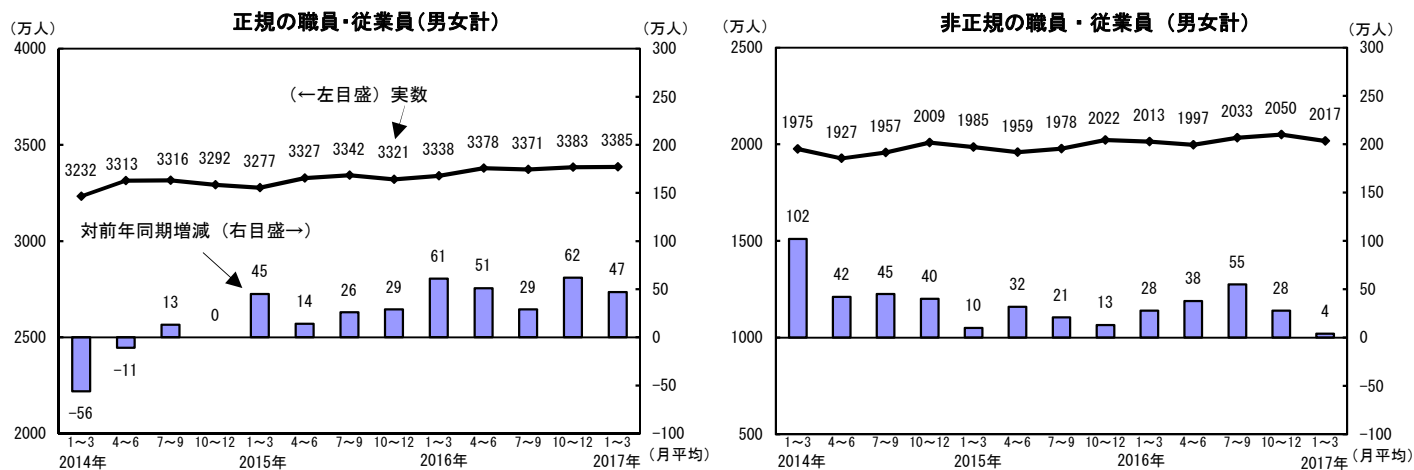 正規の職員・従業員(男女計)
(万人)
(万人)
4000
3500
3000
2500
2000
300
250
200
150
100
50
0
−50
−100
(←左目盛) 実数
3232 3313 3316 3292 3277 3327 3342 3321 3338 3378 3371 3383 3385
対前年同期増減 (右目盛→)
−56 −11 13 0 45 14 26 29 61 51 29 62 47
1～3 4～6 7～9 10～12 1～3 4～6 7～9 10～12 1～3 4～6 7～9 10～12 1～3
2014年 2015年 2016年 2017年
(月平均)
非正規の職員・従業員 (男女計)
(万人)
(万人)
2500
2000
1500
1000
500
300
250
200
150
100
50
0
−50
−100
1975 1927 1957 2009 1985 1959 1978 2022 2013 1997 2033 2050 2017
102 42 45 40 10 32 21 13 28 38 55 28 4
1～3 4～6 7～9 10～12 1～3 4～6 7～9 10～12 1～3 4～6 7～9 10～12 1～3
2014年 2015年 2016年 2017年
(月平均)